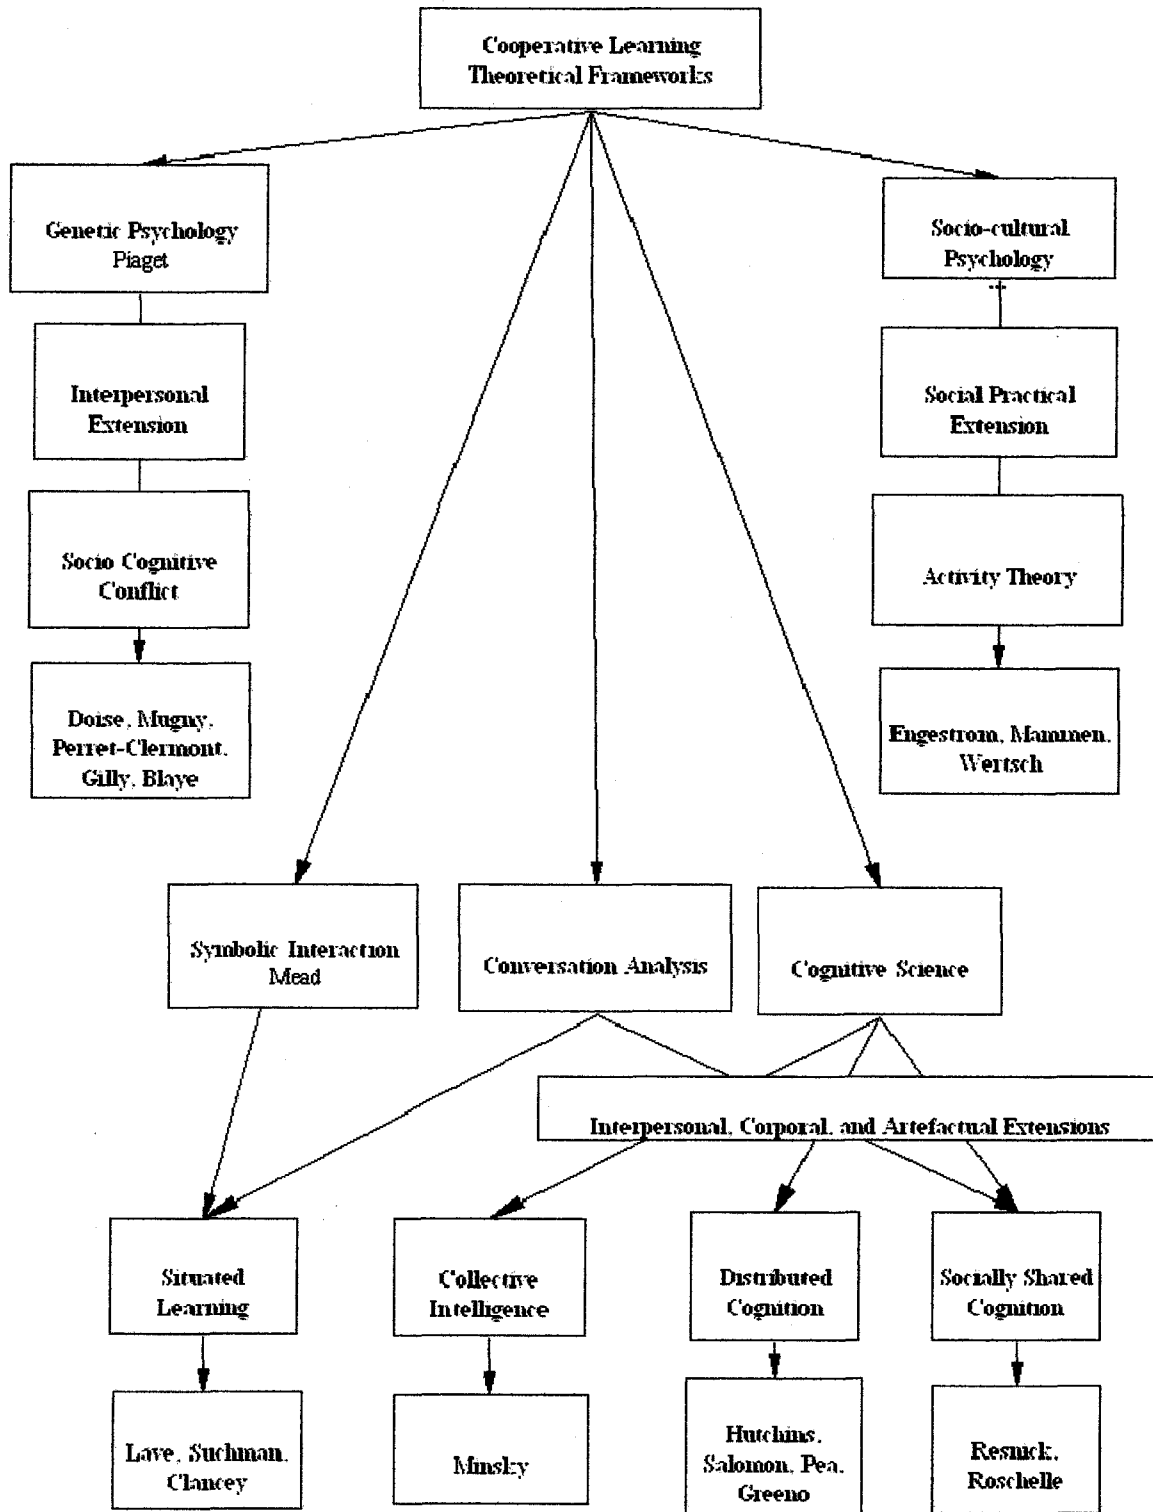 Cooperative Learning
Theoretical Frameworks
Genetic Psychology
Piaget
Socio-cultural
Psychology
Interpersonal
Extension
Social Practical
Extension
Socio Cognitive
Conflict
Activity Theory
Doise, Mugny,
Perret-Clermont,
Gilly, Blaye
Engestrom, Mammen,
Wertsch
Symbolic Interaction
Mead
Conversation Analysis
Cognitive Science
Interpersonal, Corporal, and Artefactual Extensions
Situated
Learning
Collective
Intelligence
Distributed
Cognition
Socially Shared
Cognition
Lave, Suchman,
Clancey
Minsky
Hutchins,
Salomon, Pea,
Greeno
Resnick,
Roschelle